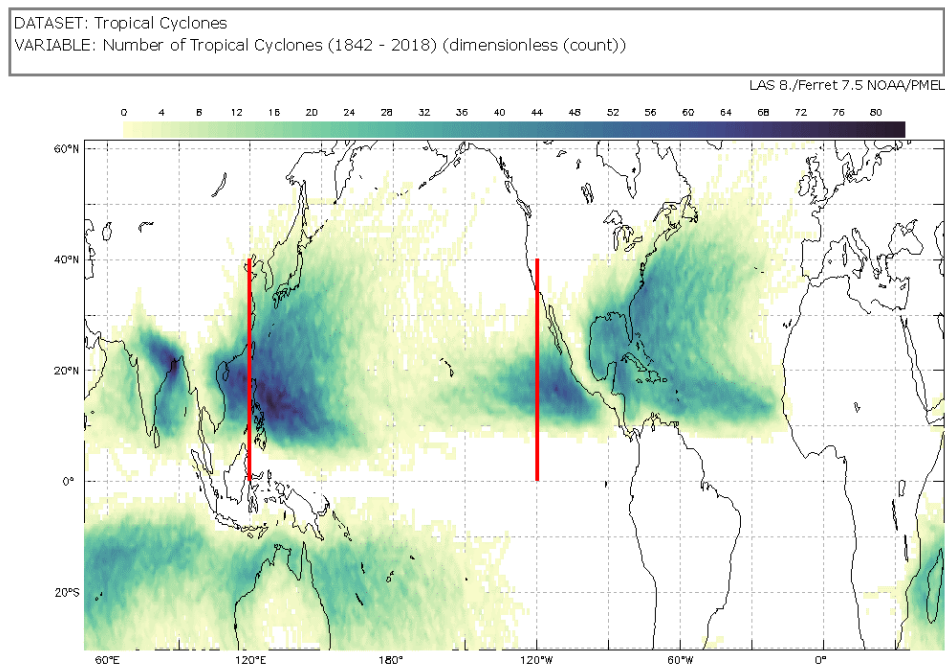 DATASET: Tropical Cyclones
VARIABLE: Number of Tropical Cyclones (1842 - 2018) (dimensionless (count))
LAS 8./Ferret 7.5 NOAA/PMEL
0 4 8 12 16 20 24 28 32 36 40 44 48 52 56 60 64 68 72 76 80
60°N
40°N
20°N
0°
20°S
60°E 120°E 180° 120°W 60°W 0°